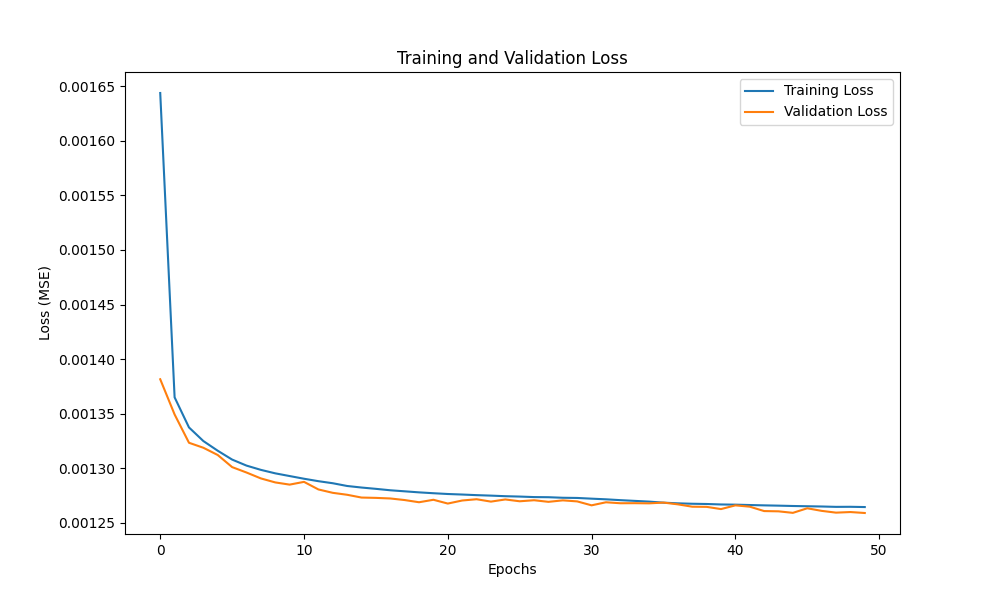 Training and Validation Loss
Training Loss
Validation Loss
0.00165
0.00160
0.00155
0.00150
0.00145
0.00140
0.00135
0.00130
0.00125
Loss (MSE)
0 10 20 30 40 50
Epochs